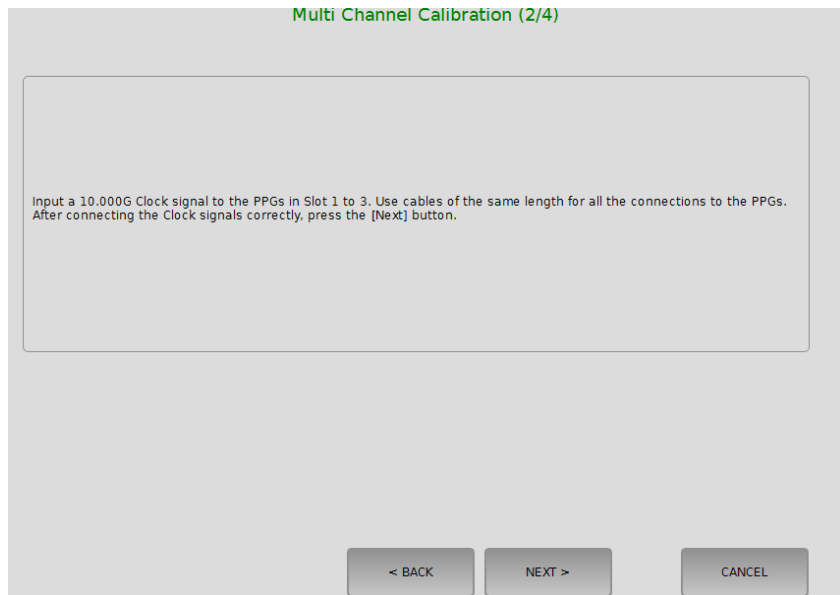 Multi Channel Calibration (2/4)
Input a 10.000G Clock signal to the PPGs in Slot 1 to 3. Use cables of the same length for all the connections to the PPGs.
After connecting the Clock signals correctly, press the [Next] button.
< BACK
NEXT >
CANCEL